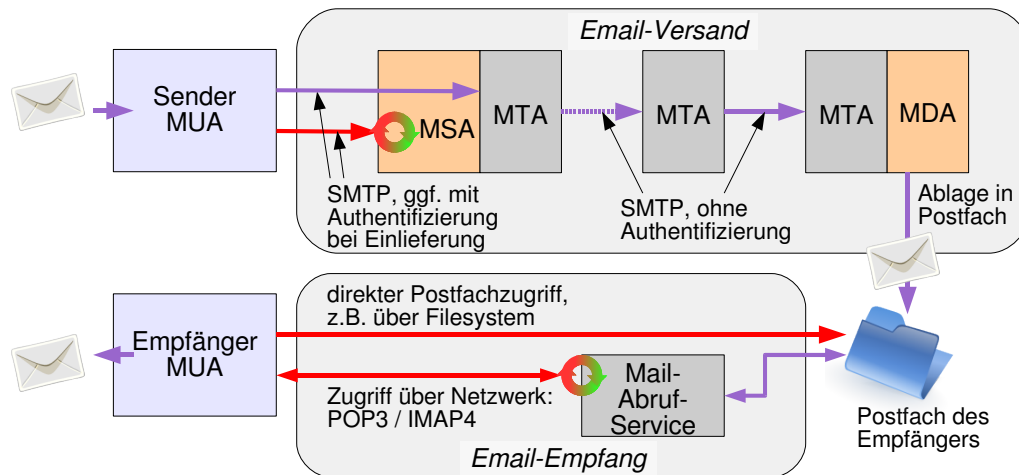 Email-Versand
Sender
MUA
MSA
MTA
MTA
MTA
MDA
SMTP, ggf. mit
Authentifizierung
bei Einlieferung
SMTP, ohne
Authentifizierung
Ablage in
Postfach
direkter Postfachzugriff,
z.B. über Filesystem
Empfänger
MUA
Zugriff über Netzwerk:
POP3 / IMAP4
Mail-
Abruf-
Service
Postfach des
Empfängers
Email-Empfang